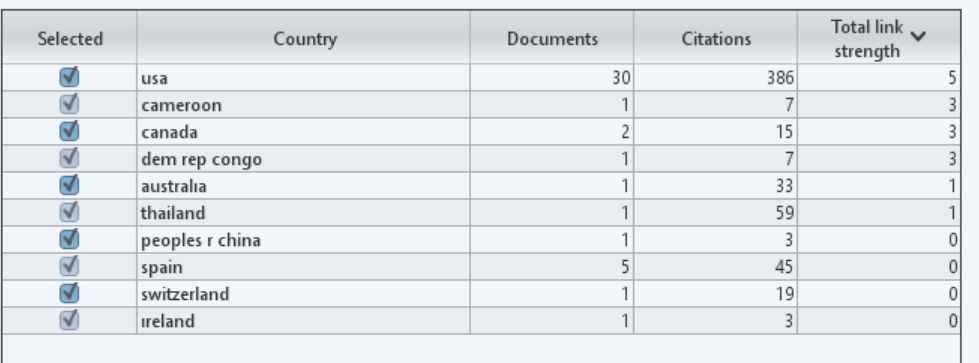 Selected Country Documents Citations Total link strength
usa 30 386 5
cameroon 1 7 3
canada 2 15 3
dem rep congo 1 7 3
australia 1 33 1
thailand 1 59 1
peoples r china 1 3 0
spain 5 45 0
switzerland 1 19 0
ireland 1 3 0